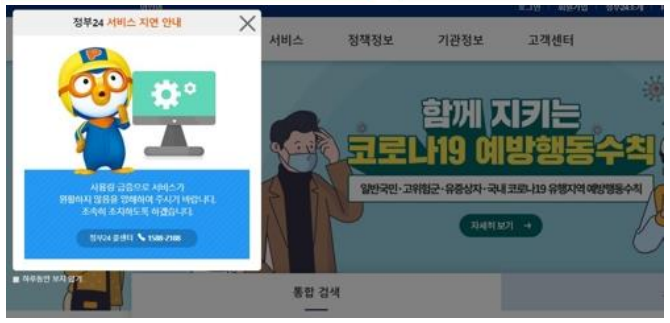 로그인 회원가입 정부24소개
정부24 서비스 지연 안내
서비스 정책정보 기관정보 고객센터
함께 지키는
코로나19 예방행동수칙
일반국민·고위험군·유증상자·국내 코로나19 유행지역 예방행동수칙
자세히 보기 →
사용량 급증으로 서비스가
원활하지 않음을 양해하여 주시기 바랍니다.
조속히 조치하도록 하겠습니다.
정부24 콜센터 1588-2188
하루동안 보지 않기
통합 검색